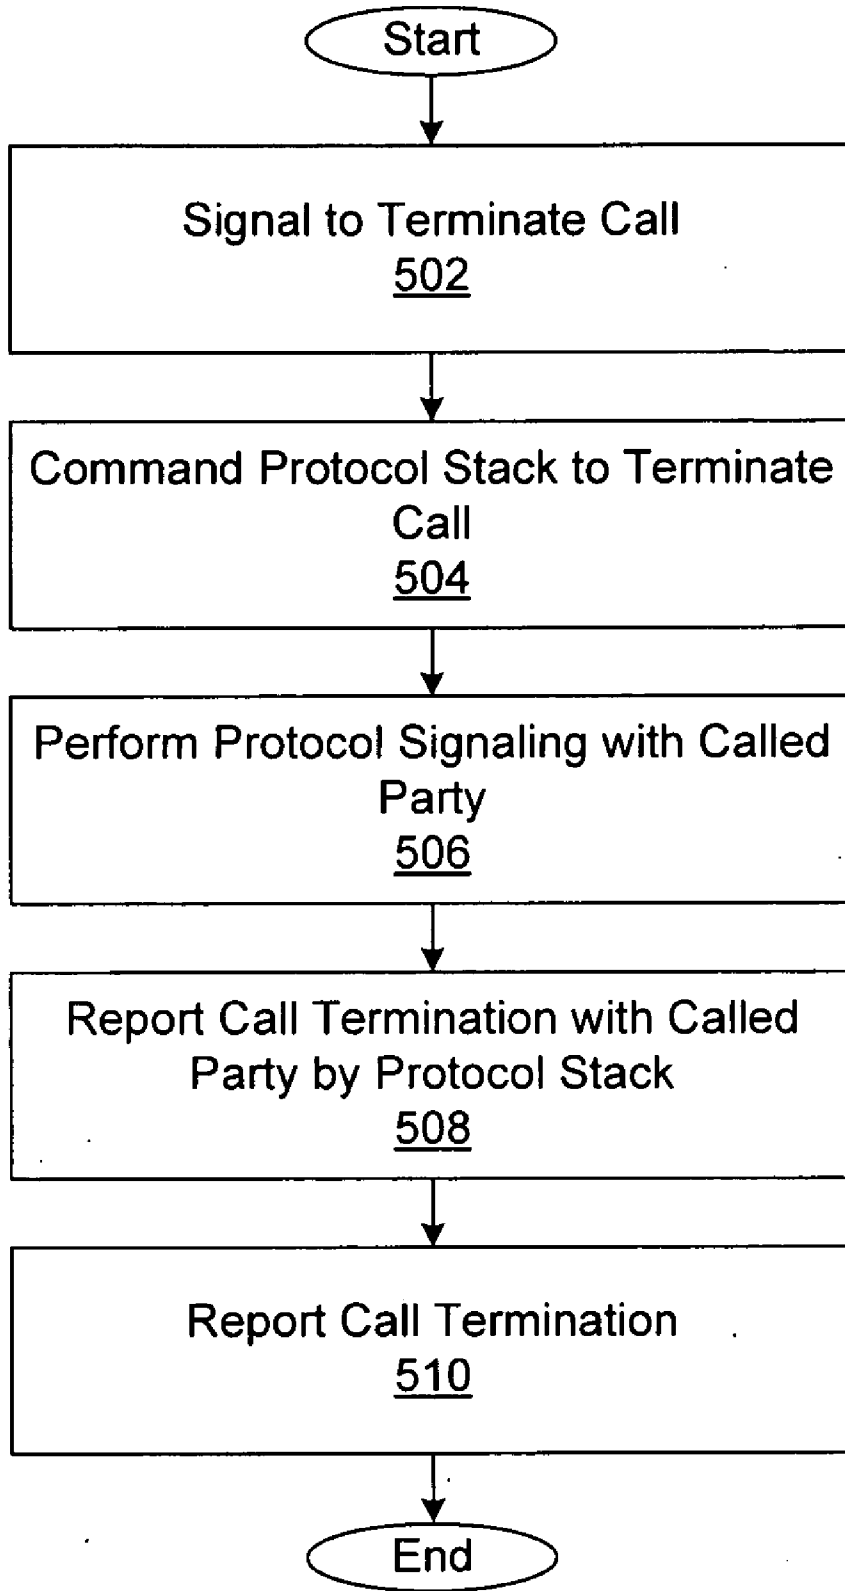 Start
Signal to Terminate Call
502
Command Protocol Stack to Terminate
Call
504
Perform Protocol Signaling with Called
Party
506
Report Call Termination with Called
Party by Protocol Stack
508
Report Call Termination
510
End